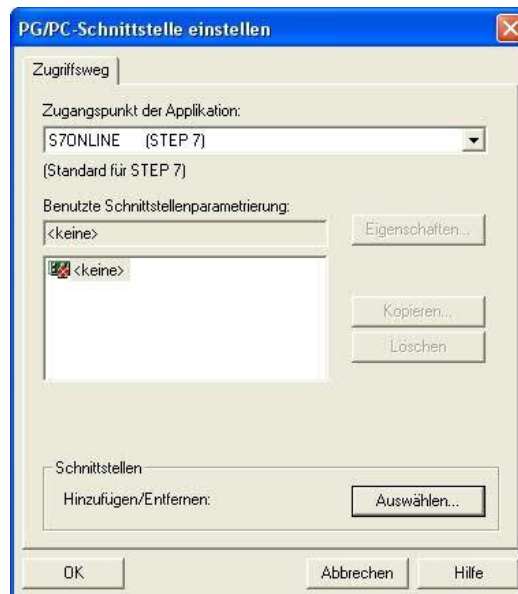 PG/PC-Schnittstelle einstellen
Zugriffsweg
Zugangspunkt der Applikation:
S7ONLINE (STEP 7)
(Standard für STEP 7)
Benutzte Schnittstellenparametrierung:
<keine>
Eigenschaften...
<keine>
Kopieren...
Löschen
Schnittstellen
Hinzufügen/Entfernen:
Auswählen...
OK
Abbrechen
Hilfe